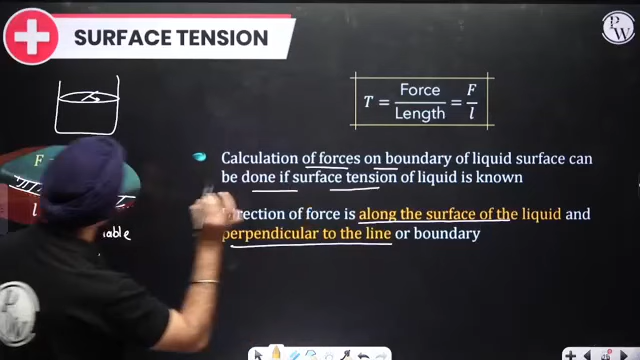 PW
SURFACE TENSION
T = Force / Length = F / l
Calculation of forces on boundary of liquid surface can
be done if surface tension of liquid is known
F
irection of force is along the surface of the liquid and
l
perpendicular to the line or boundary
able